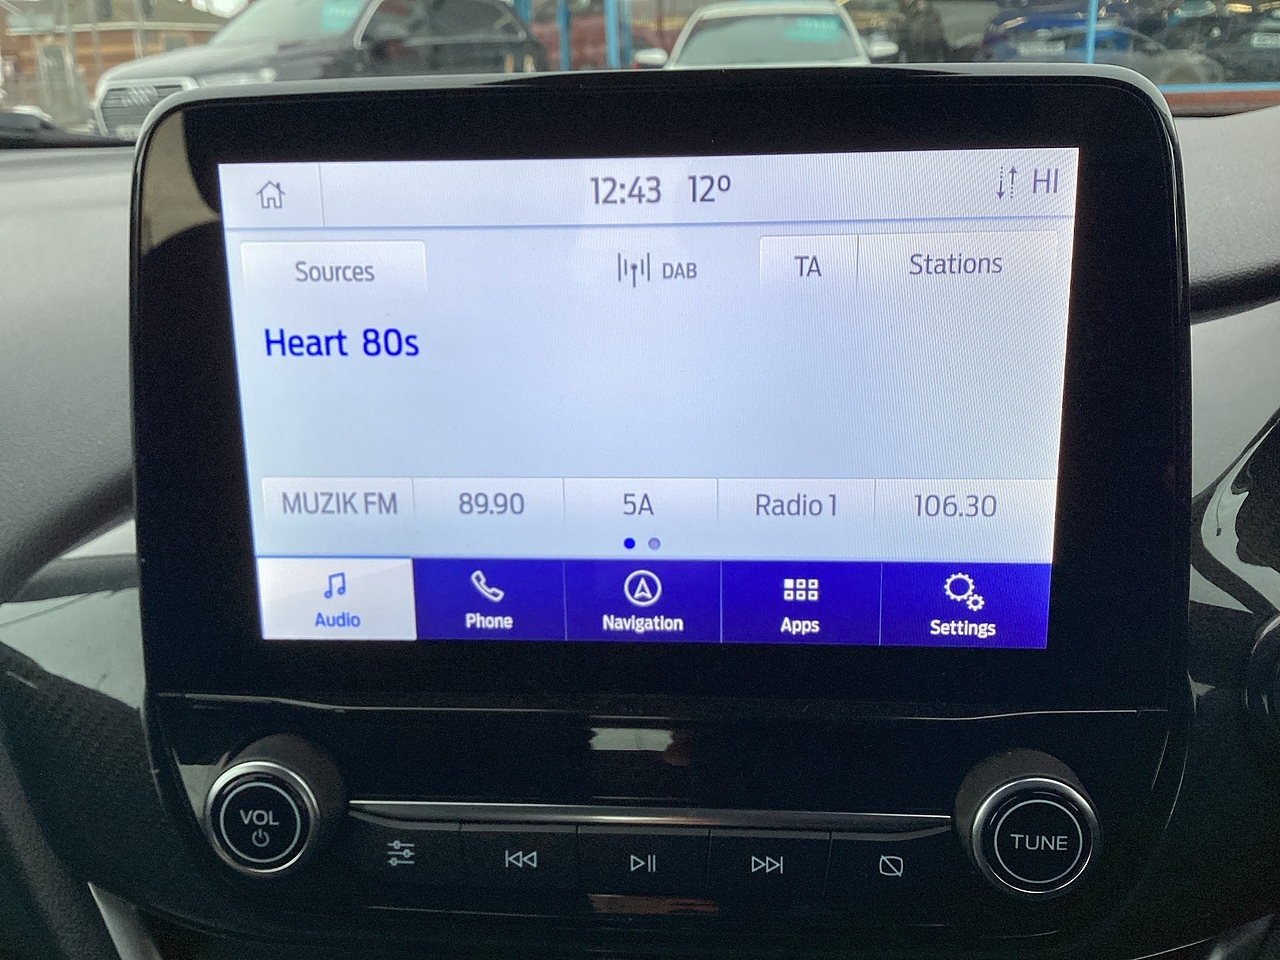 12:43 12º HI
Sources DAB TA Stations
Heart 80s
MUZIK FM 89.90 5A Radio 1 106.30
Audio Phone Navigation Apps Settings
VOL TUNE